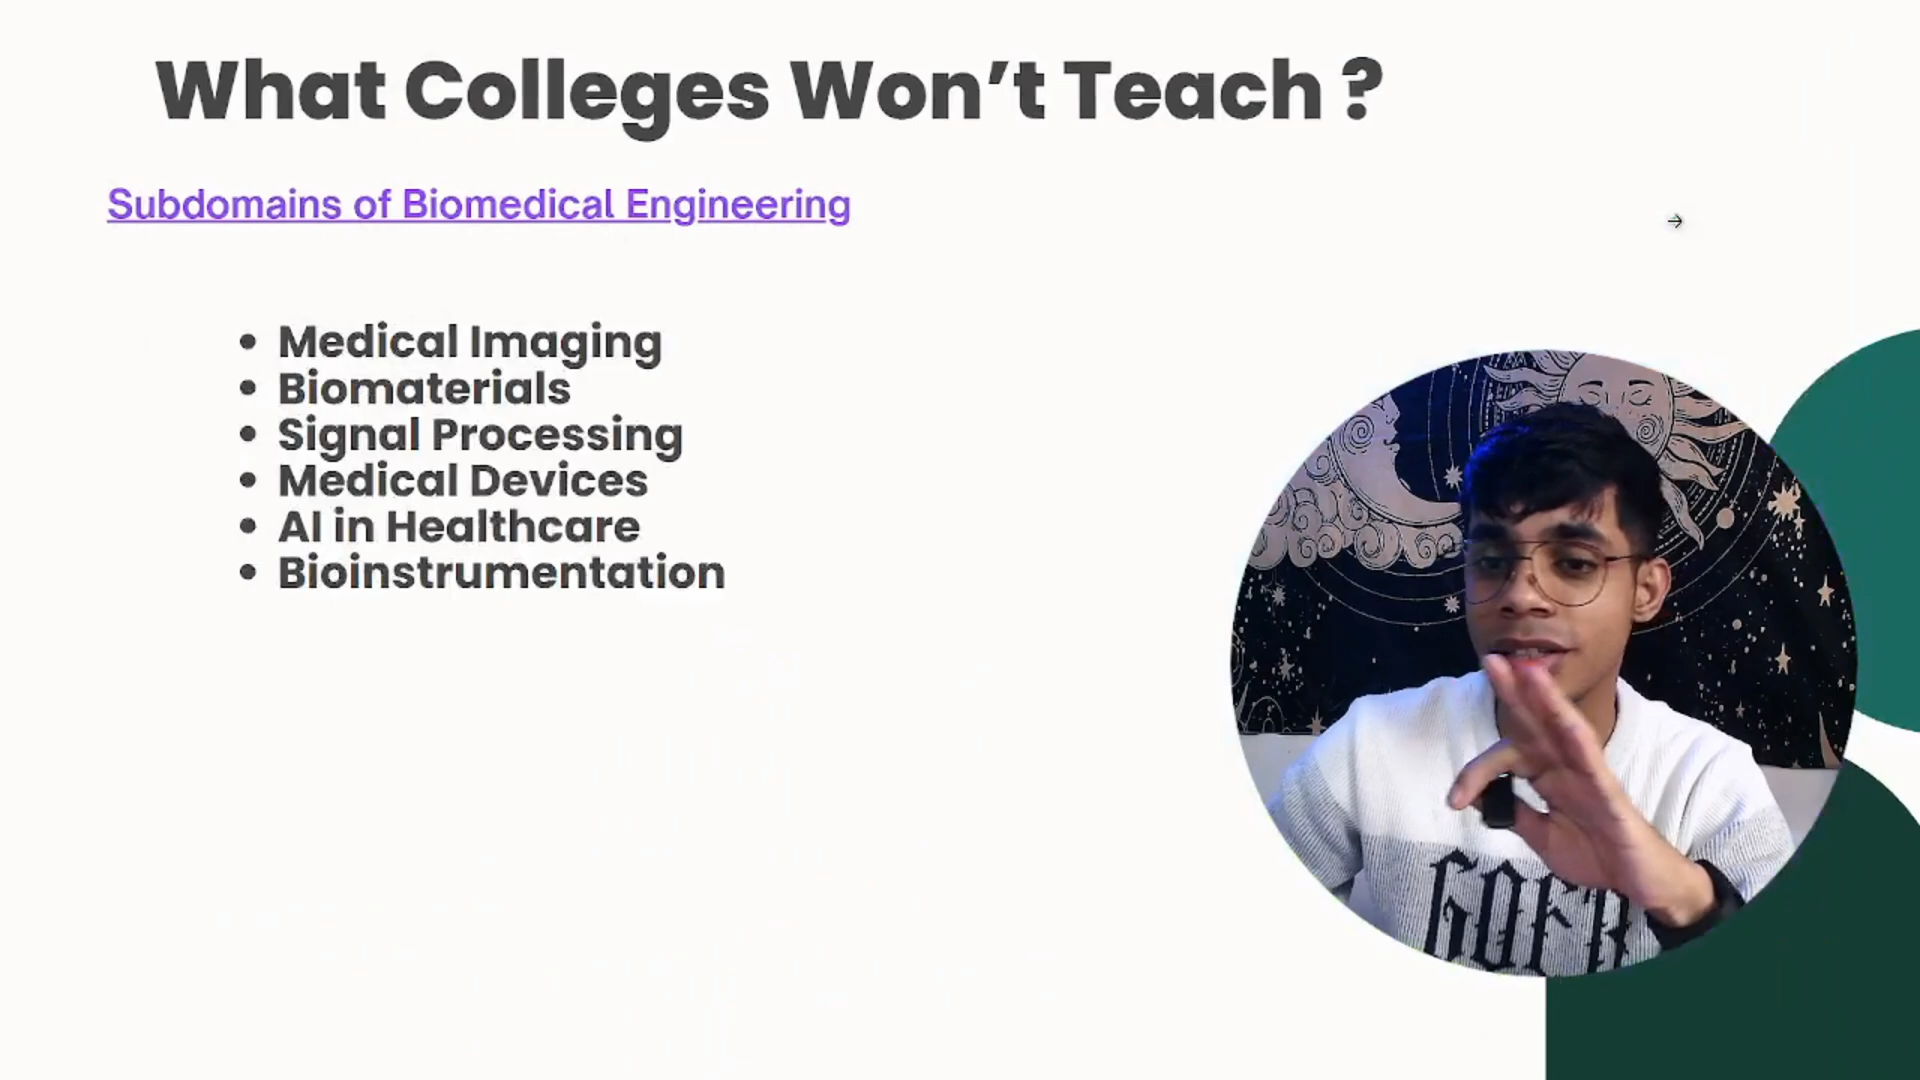 What Colleges Won’t Teach ?
Subdomains of Biomedical Engineering
• Medical Imaging
• Biomaterials
• Signal Processing
• Medical Devices
• AI in Healthcare
• Bioinstrumentation